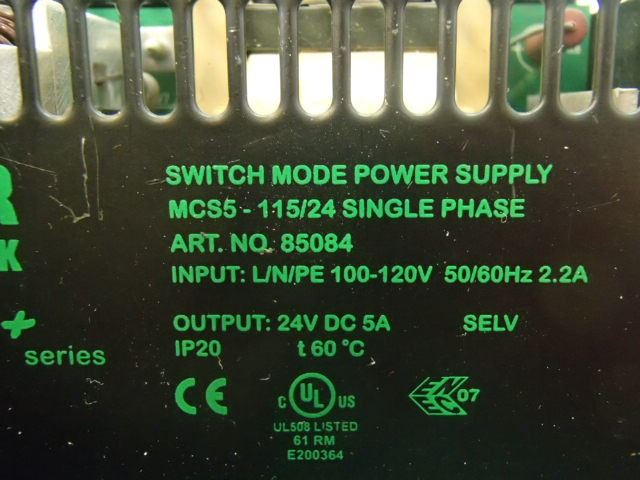 SWITCH MODE POWER SUPPLY
MCS5 - 115/24 SINGLE PHASE
R
ART. NO. 85084
K
INPUT: L/N/PE 100-120V 50/60Hz 2.2A
OUTPUT: 24V DC 5A SELV
+
series
IP20 t 60 °C
CE
C UL US
UL508 LISTED
61 RM
E200364
07